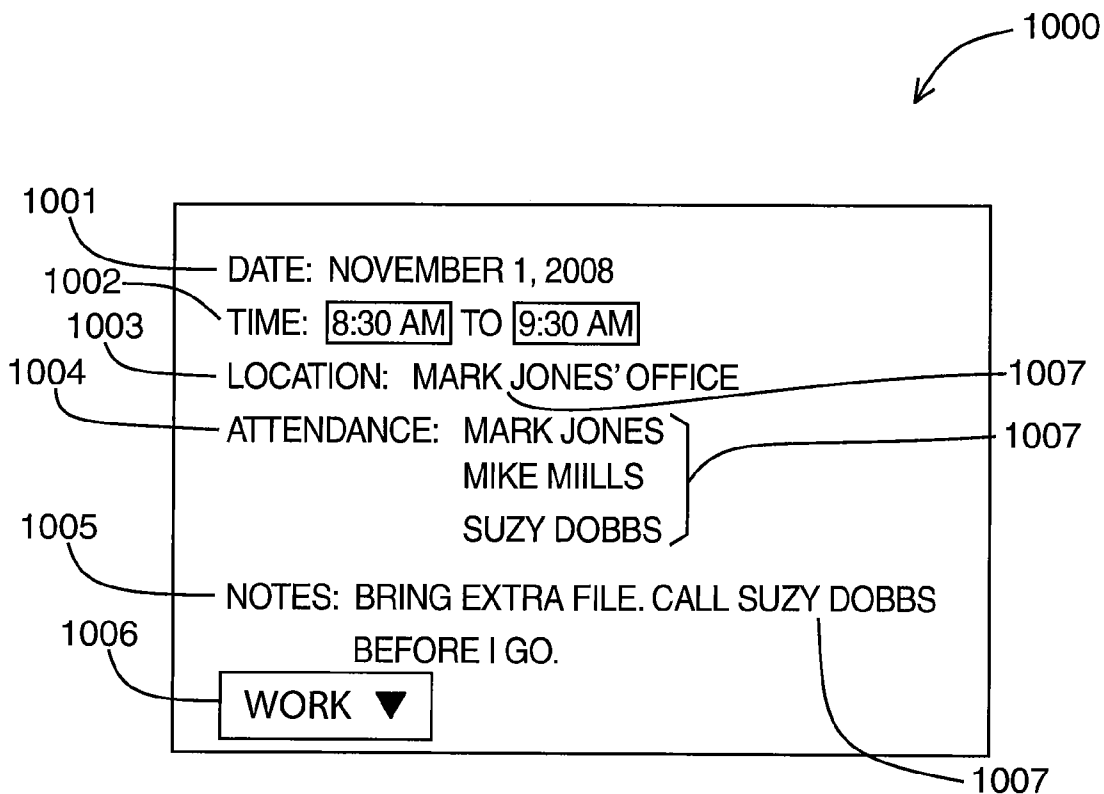 1000
1001
DATE: NOVEMBER 1, 2008
1002
TIME: 8:30 AM TO 9:30 AM
1003
LOCATION: MARK JONES' OFFICE
1007
1004
ATTENDANCE: MARK JONES
1007
MIKE MIILLS
SUZY DOBBS
1005
NOTES: BRING EXTRA FILE. CALL SUZY DOBBS
BEFORE I GO.
1006
WORK ▼
1007